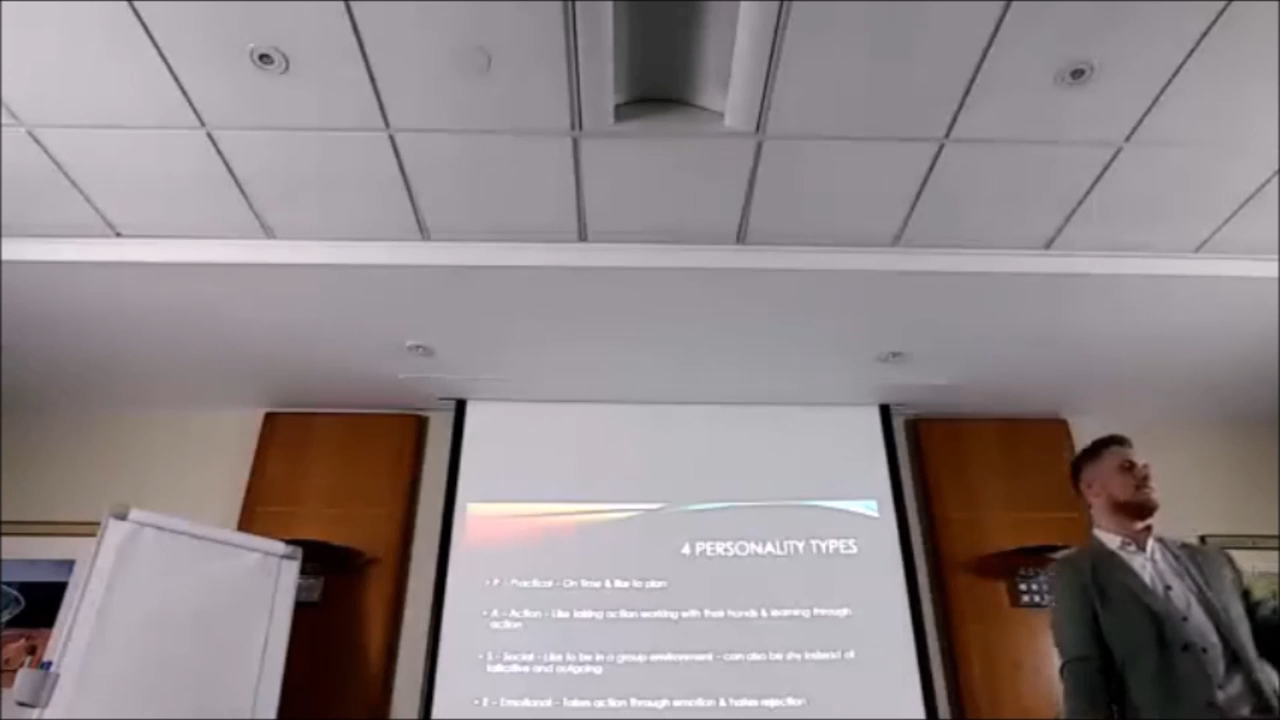 4 PERSONALITY TYPES
• P - Practical - On Time & like to plan
• A - Action - Like taking action working with their hands & learning through
action
• S - Social - Like to be in a group environment - can also be shy instead of
talkative and outgoing
• E - Emotional - Takes action through emotion & hates rejection